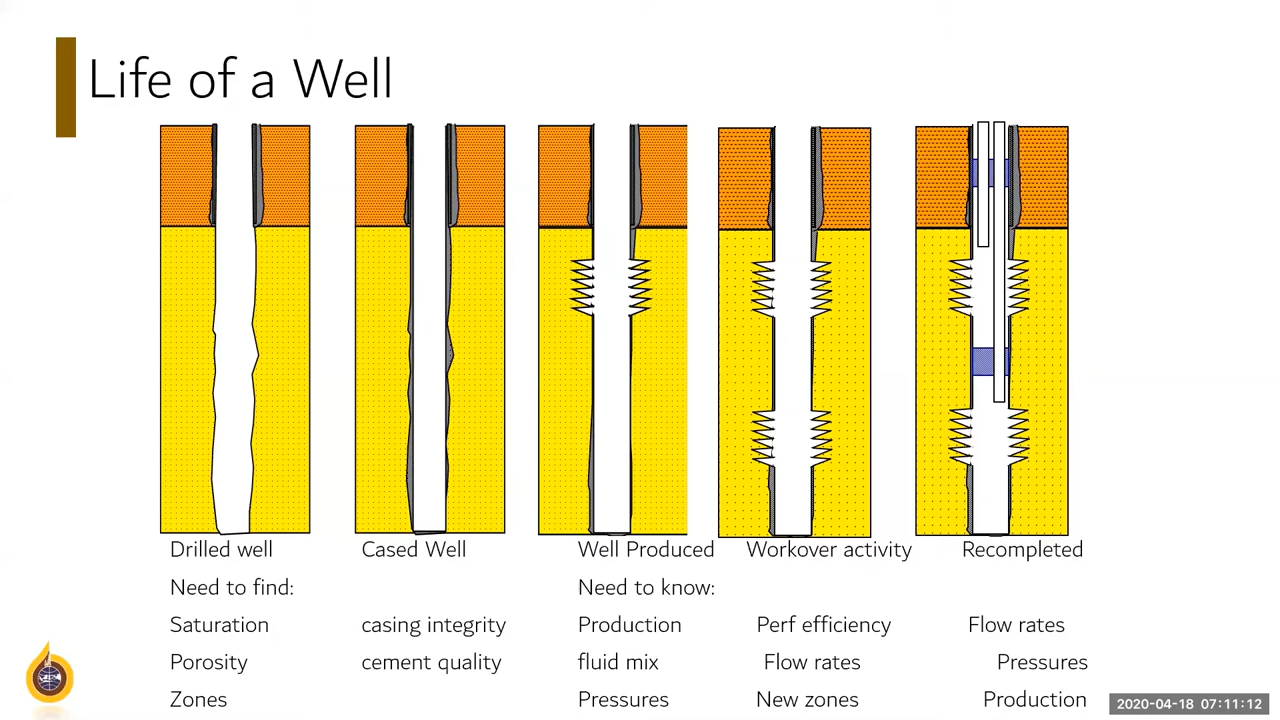 Life of a Well
Drilled well Cased Well Well Produced Workover activity Recompleted
Need to find: Need to know:
Saturation casing integrity Production Perf efficiency Flow rates
Porosity cement quality fluid mix Flow rates Pressures
Zones Pressures New zones Production
2020-04-18 07:11:12